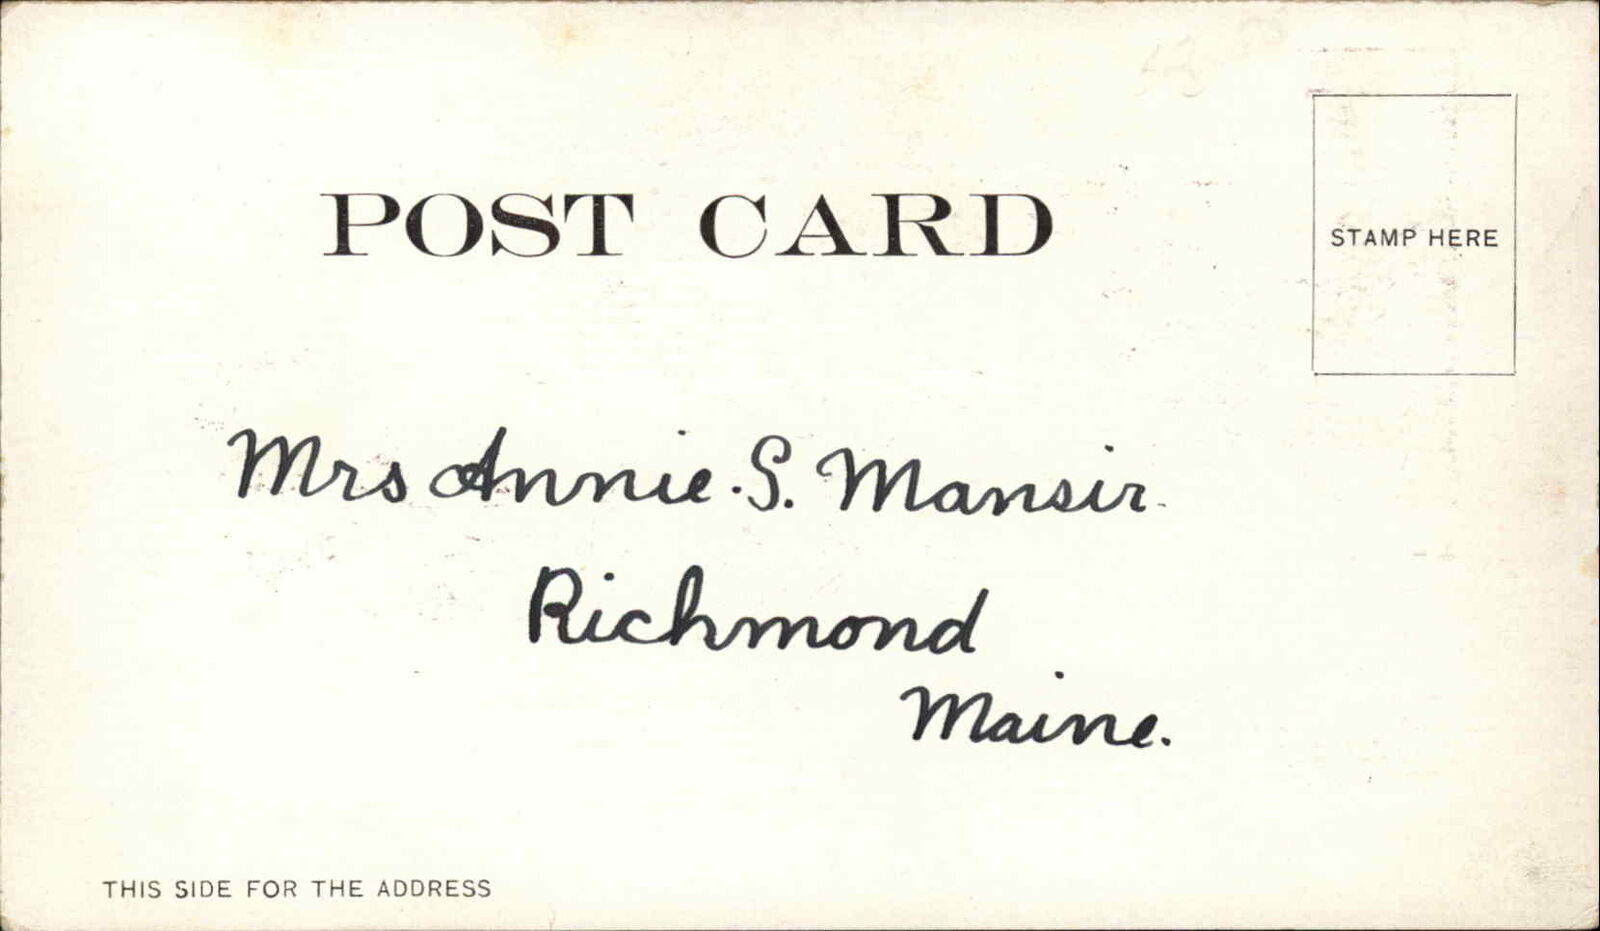 POST CARD
STAMP HERE
Mrs Annie. S. Mansir.
Richmond
Maine.
THIS SIDE FOR THE ADDRESS